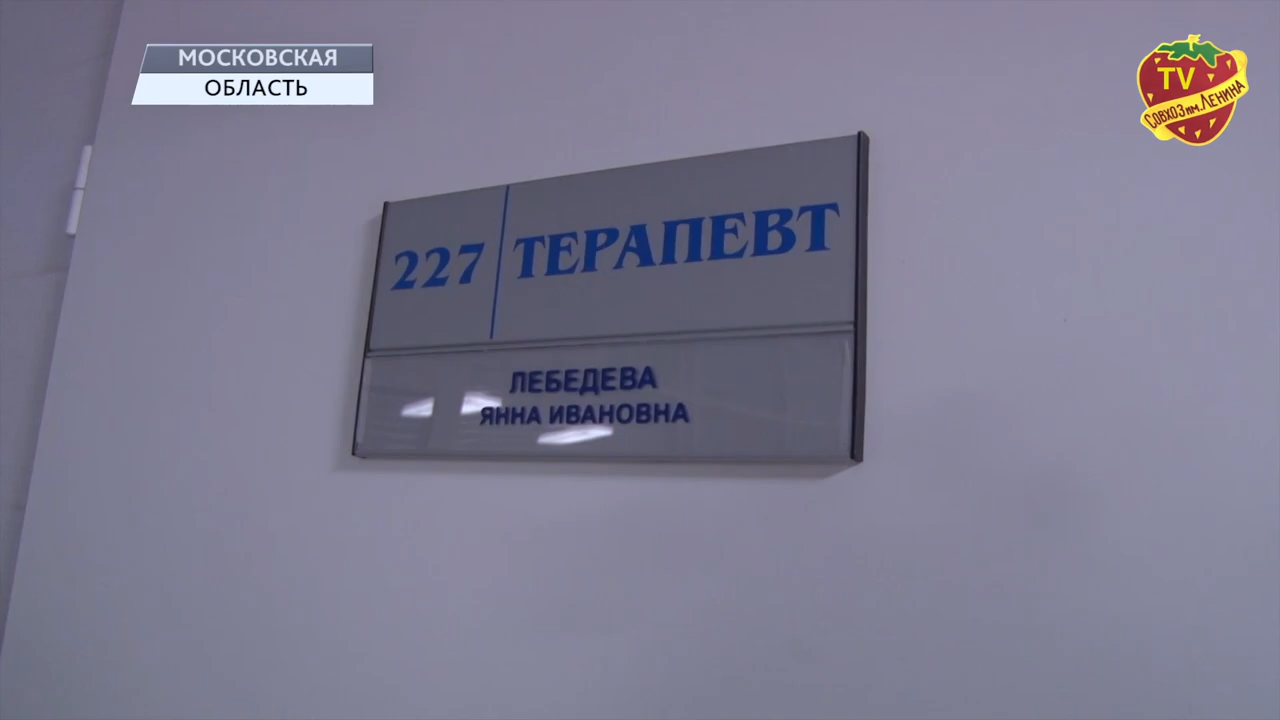 МОСКОВСКАЯ
ОБЛАСТЬ
TV
СОВХОЗ им. ЛЕНИНА
227 ТЕРАПЕВТ
ЛЕБЕДЕВА
ЯННА ИВАНОВНА